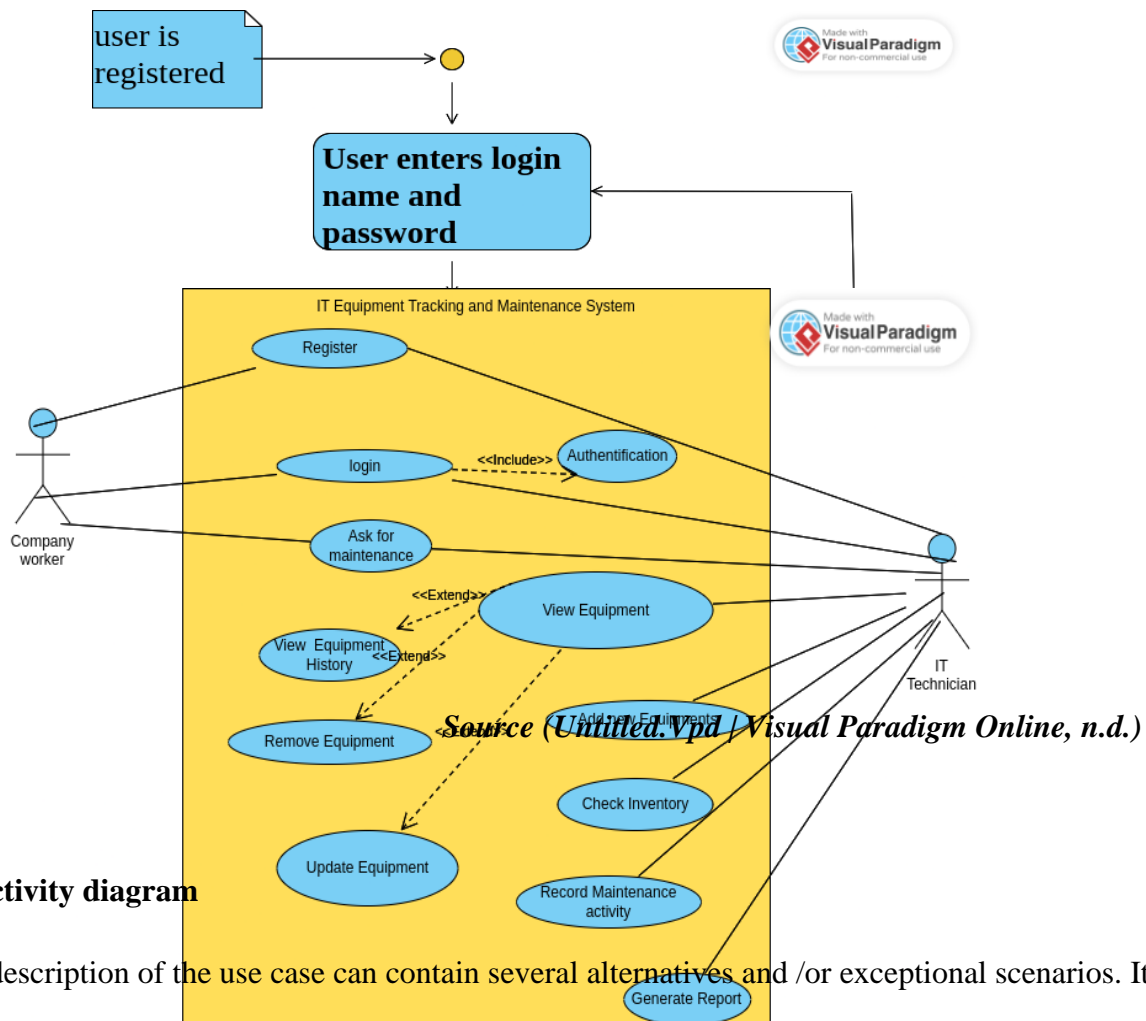 user is
registered
Made with
Visual Paradigm
For non-commercial use
User enters login
name and
password
IT Equipment Tracking and Maintenance System
Made with
Visual Paradigm
For non-commercial use
Register
<<Include>>
Authentification
login
Company
worker
Ask for
maintenance
<<Extend>>
View Equipment
View Equipment
History
<<Extend>>
IT
Technician
Add new Equipments
Source (Untitled.Vpd | Visual Paradigm Online, n.d.)
<<Extend>>
Remove Equipment
Check Inventory
Update Equipment
ctivity diagram
Record Maintenance
activity
description of the use case can contain several alternatives and /or exceptional scenarios. It
Generate Report